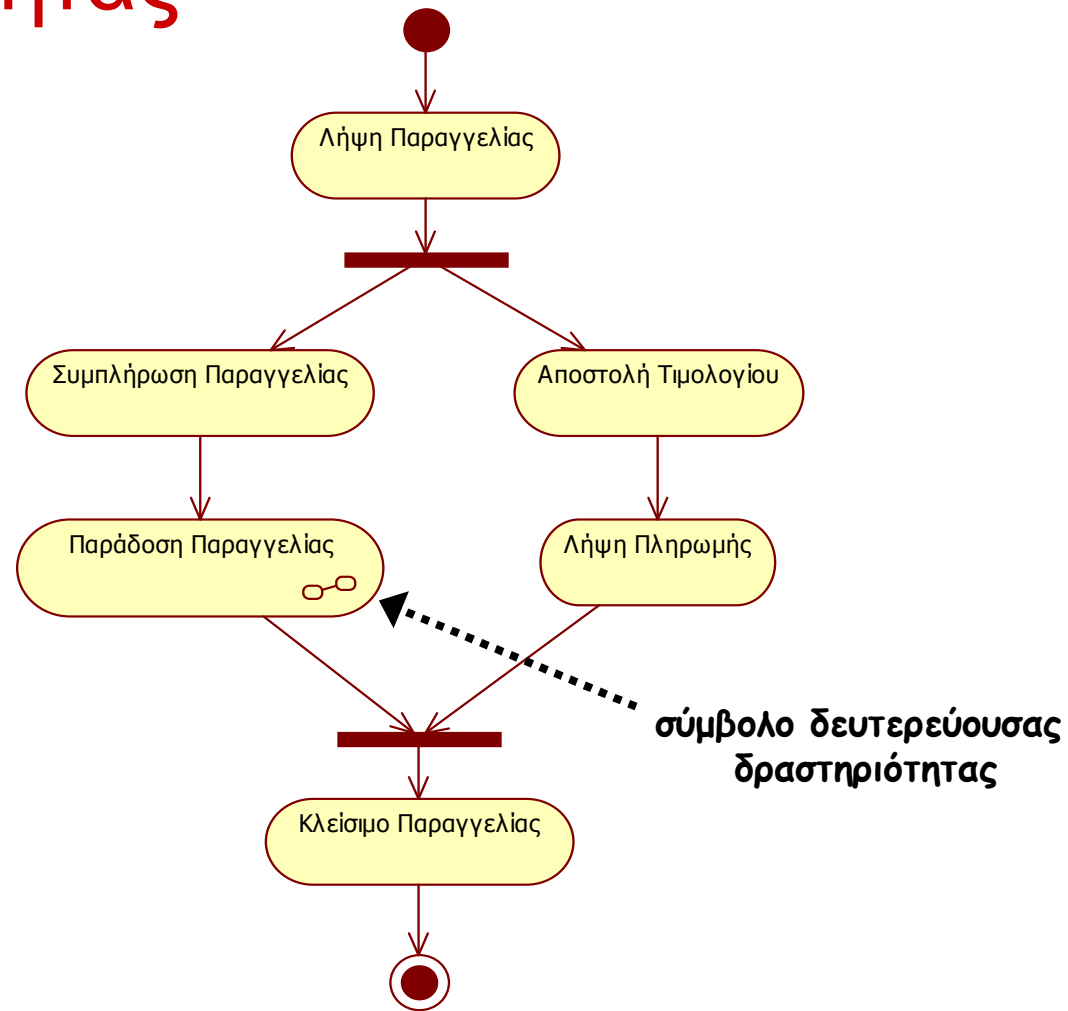 Λήψη Παραγγελίας
Συμπλήρωση Παραγγελίας
Αποστολή Τιμολογίου
Παράδοση Παραγγελίας
Λήψη Πληρωμής
σύμβολο δευτερεύουσας
δραστηριότητας
Κλείσιμο Παραγγελίας